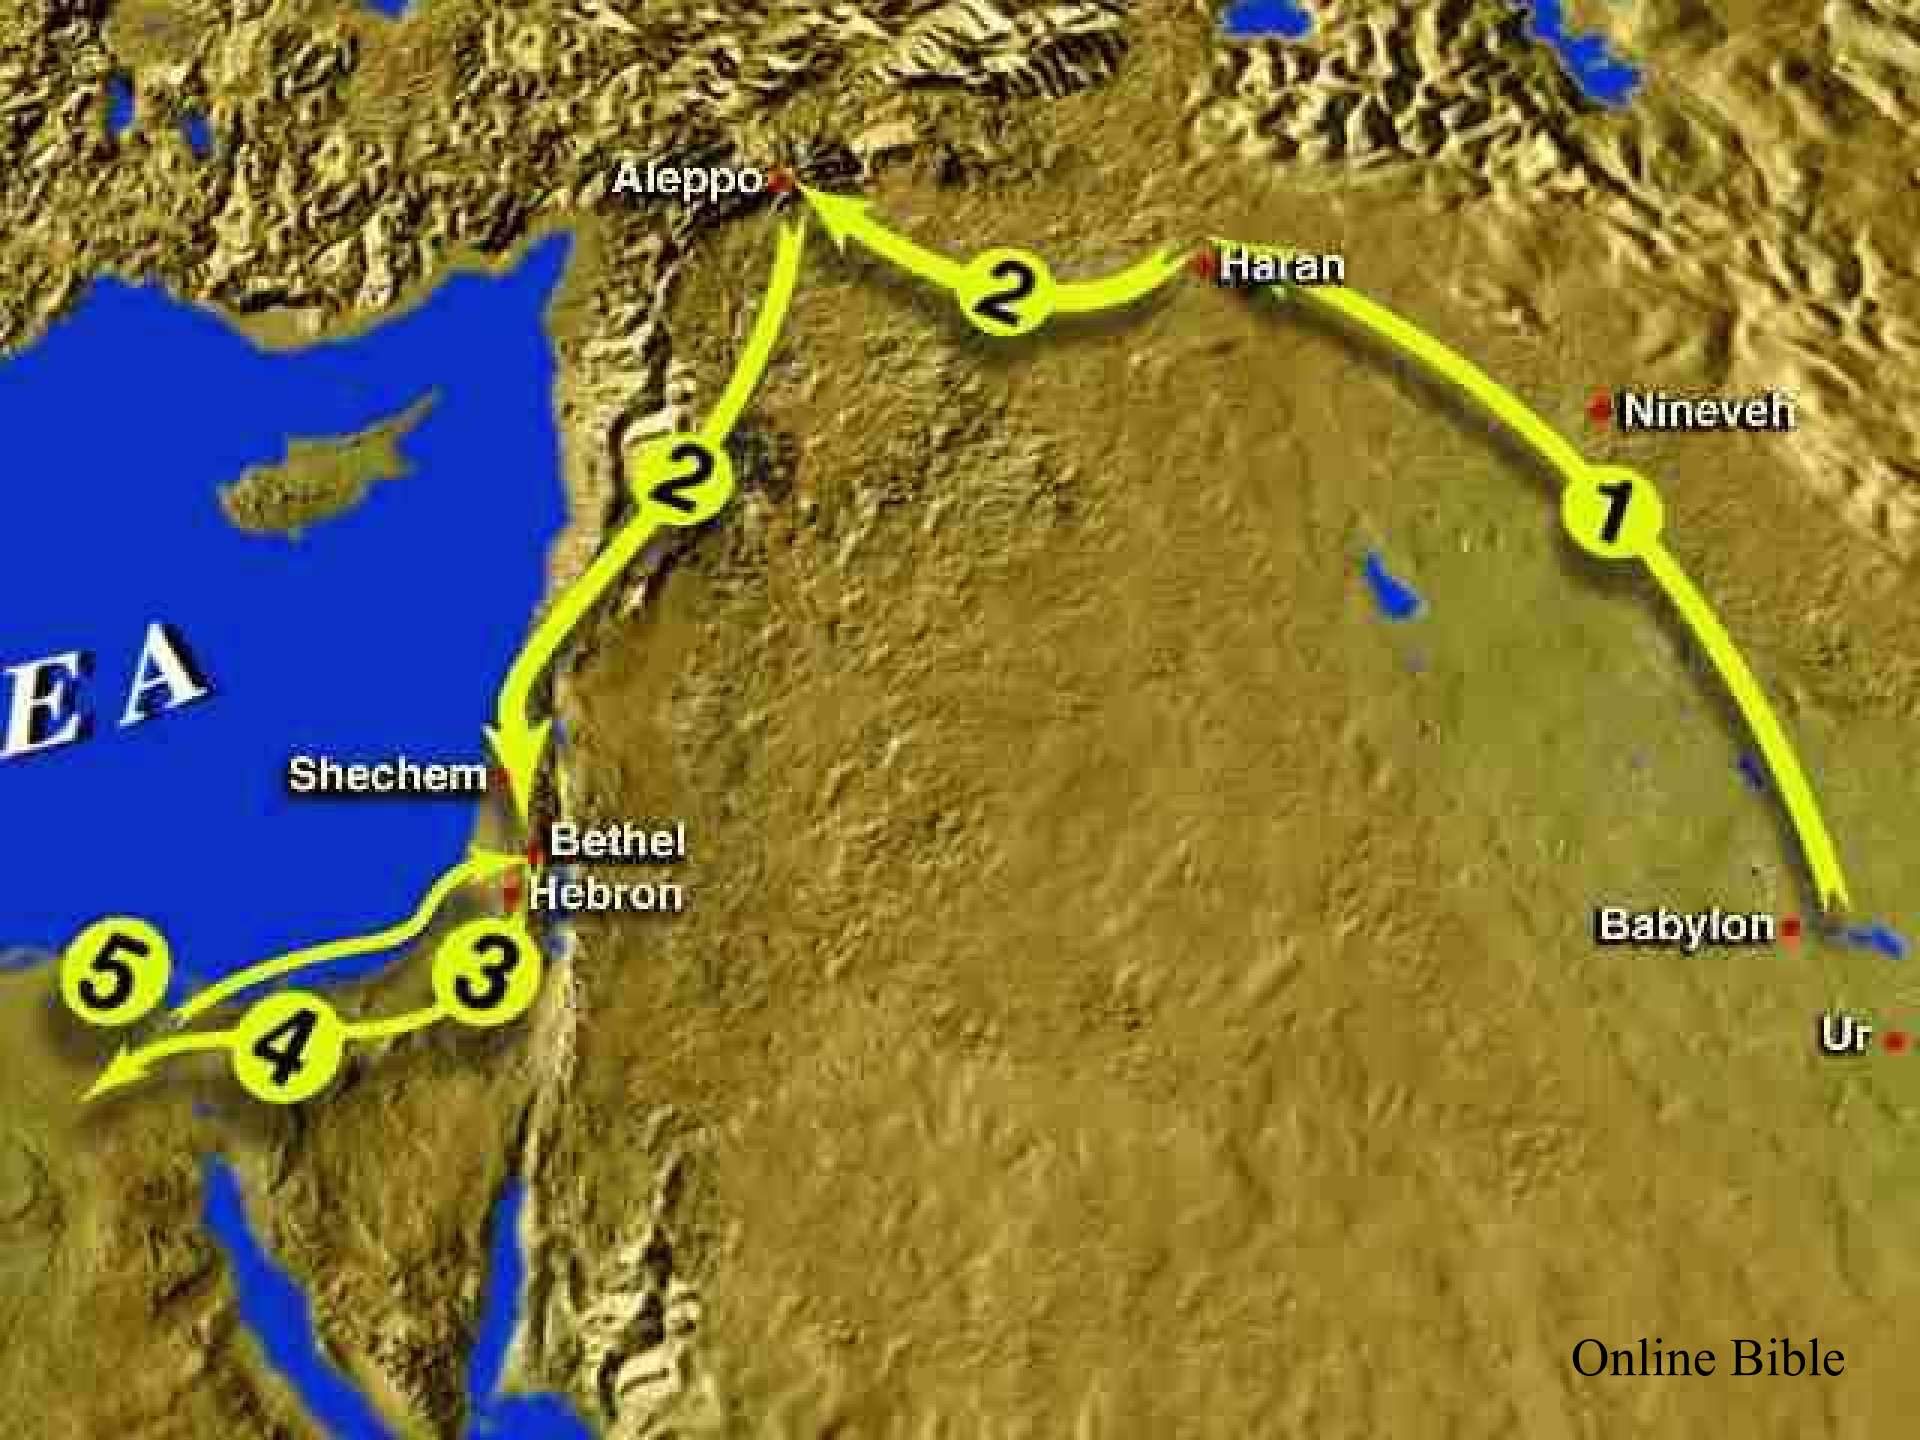 Aleppo
Haran
2
Nineveh
2
1
EA
Shechem
Bethel
Hebron
Babylon
5
3
4
Ur
Online Bible